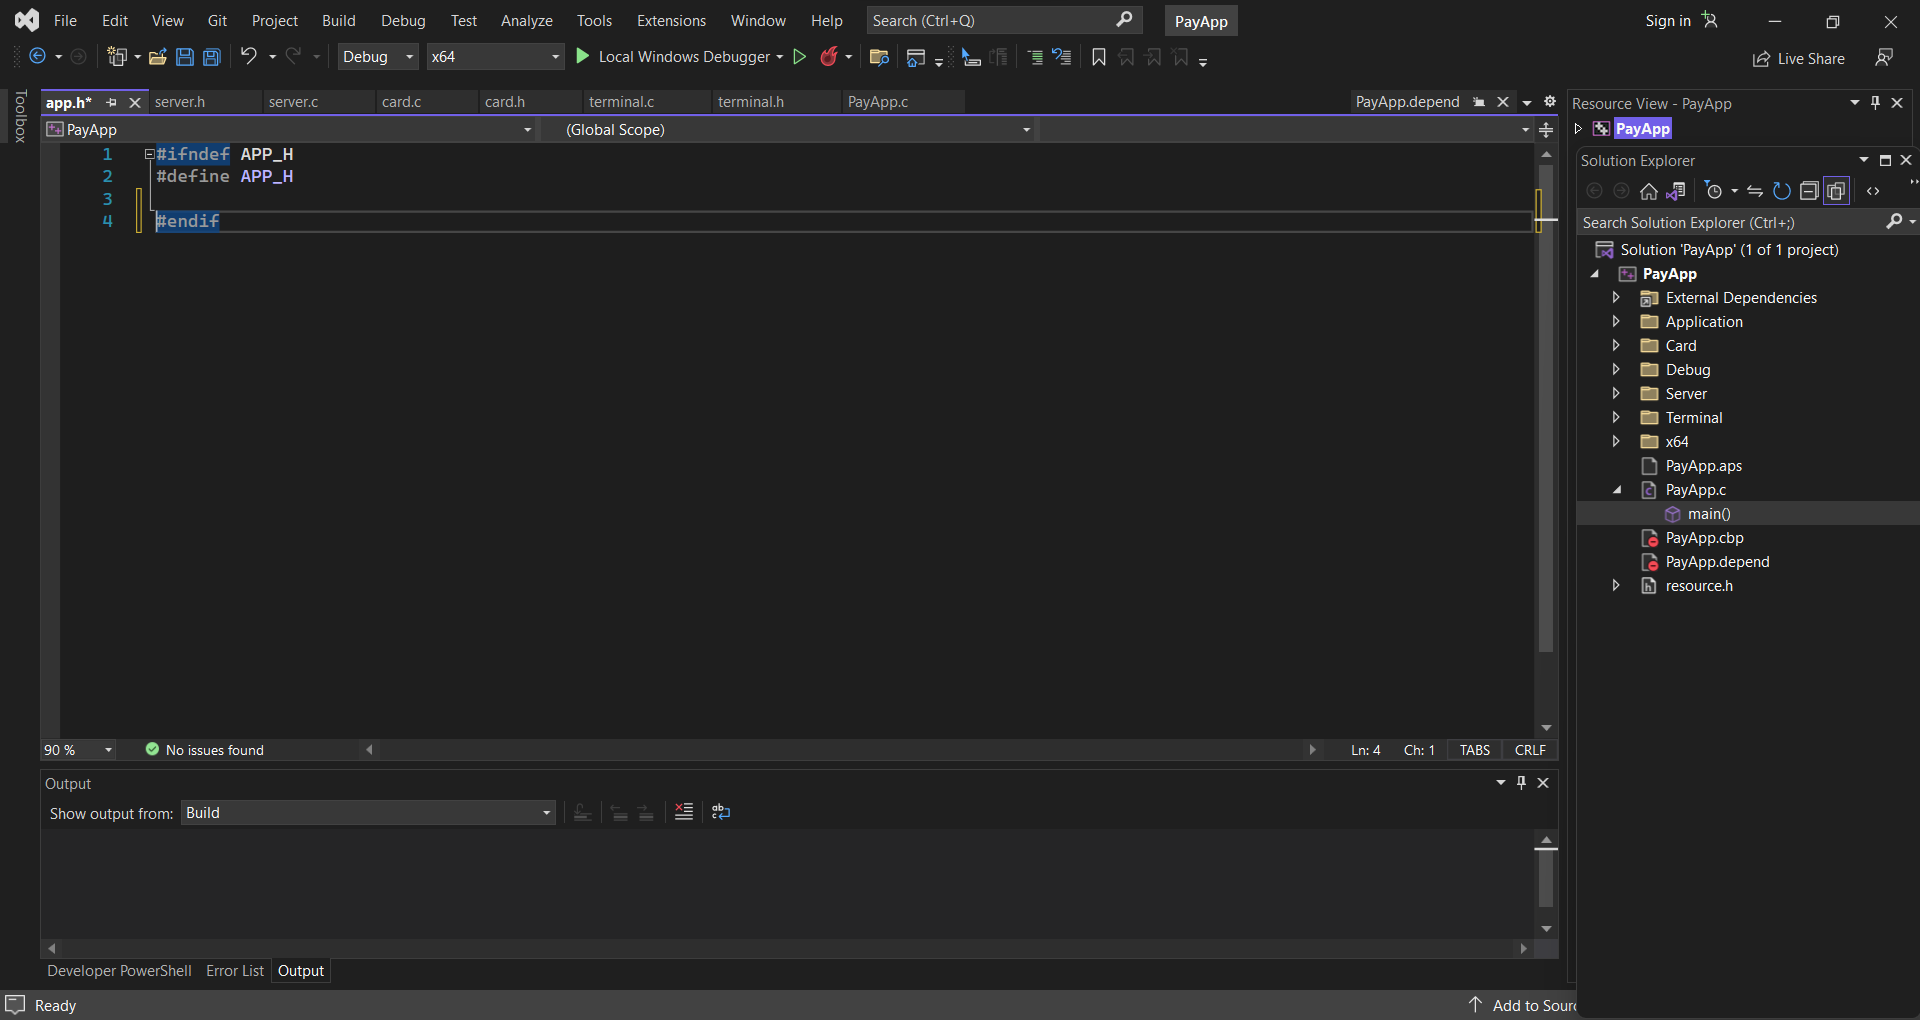 File Edit View Git Project Build Debug Test Analyze Tools Extensions Window Help Search (Ctrl+Q) PayApp Sign in
Debug x64 Local Windows Debugger Live Share
Toolbox
app.h* server.h server.c card.c card.h terminal.c terminal.h PayApp.c PayApp.depend
PayApp (Global Scope)
1 #ifndef APP_H
2 #define APP_H
3
4 #endif
90 % No issues found Ln: 4 Ch: 1 TABS CRLF
Output
Show output from: Build
Developer PowerShell Error List Output
Resource View - PayApp
PayApp
Solution Explorer
Search Solution Explorer (Ctrl+;)
Solution 'PayApp' (1 of 1 project)
PayApp
External Dependencies
Application
Card
Debug
Server
Terminal
x64
PayApp.aps
PayApp.c
main()
PayApp.cbp
PayApp.depend
resource.h
Ready Add to Sour